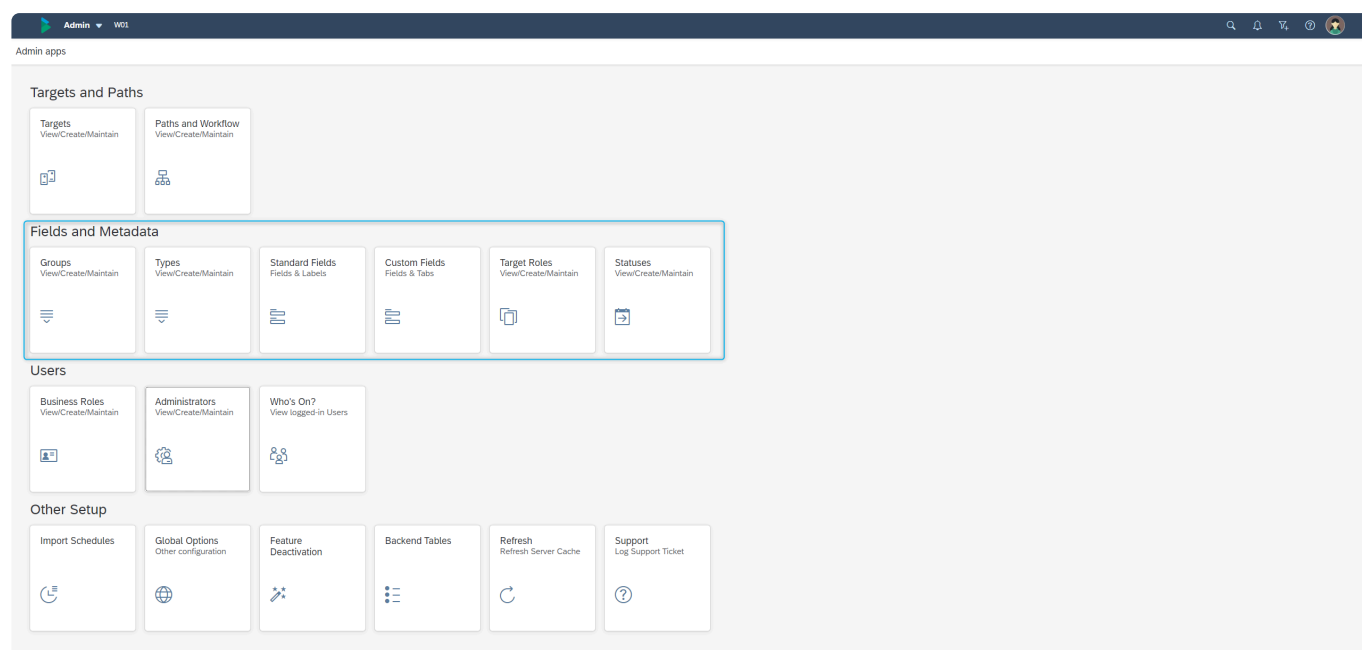 Admin W01
Admin apps
Targets and Paths
Targets
View/Create/Maintain
Paths and Workflow
View/Create/Maintain
Fields and Metadata
Groups
View/Create/Maintain
Types
View/Create/Maintain
Standard Fields
Fields & Labels
Custom Fields
Fields & Tabs
Target Roles
View/Create/Maintain
Statuses
View/Create/Maintain
Users
Business Roles
View/Create/Maintain
Administrators
View/Create/Maintain
Who's On?
View logged-in Users
Other Setup
Import Schedules
Global Options
Other configuration
Feature
Deactivation
Backend Tables
Refresh
Refresh Server Cache
Support
Log Support Ticket